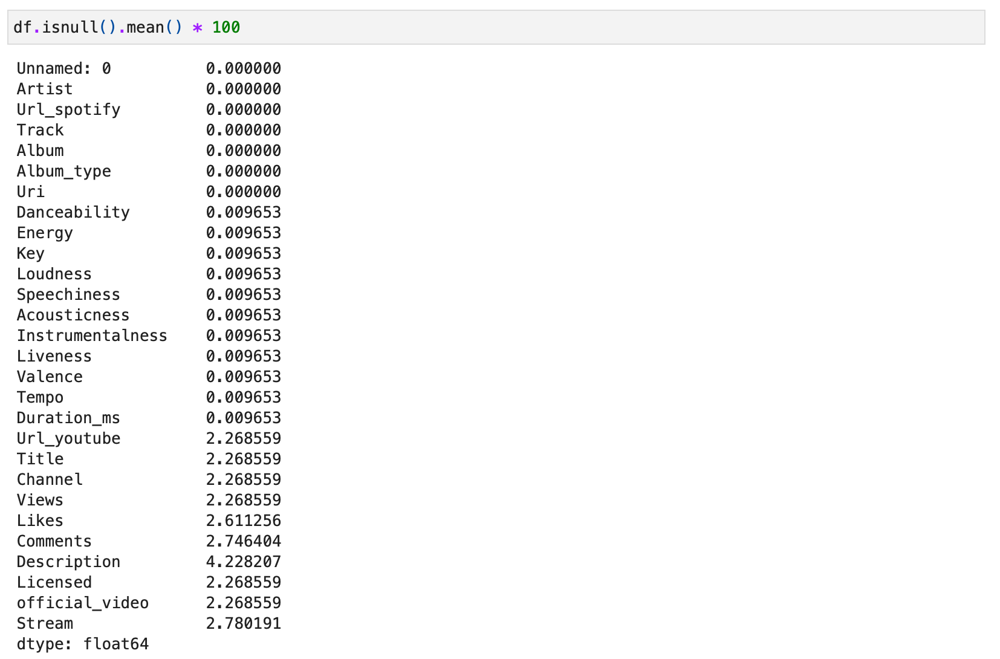 df.isnull().mean() * 100
Unnamed: 0 0.000000
Artist 0.000000
Url_spotify 0.000000
Track 0.000000
Album 0.000000
Album_type 0.000000
Uri 0.000000
Danceability 0.009653
Energy 0.009653
Key 0.009653
Loudness 0.009653
Speechiness 0.009653
Acousticness 0.009653
Instrumentalness 0.009653
Liveness 0.009653
Valence 0.009653
Tempo 0.009653
Duration_ms 0.009653
Url_youtube 2.268559
Title 2.268559
Channel 2.268559
Views 2.268559
Likes 2.611256
Comments 2.746404
Description 4.228207
Licensed 2.268559
official_video 2.268559
Stream 2.780191
dtype: float64